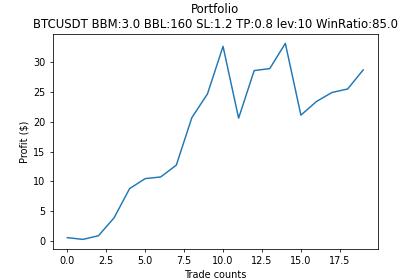 Portfolio
BTCUSDT BBM:3.0 BBL:160 SL:1.2 TP:0.8 lev:10 WinRatio:85.0
30
25
20
15
10
5
0
Profit ($)
0.0 2.5 5.0 7.5 10.0 12.5 15.0 17.5
Trade counts